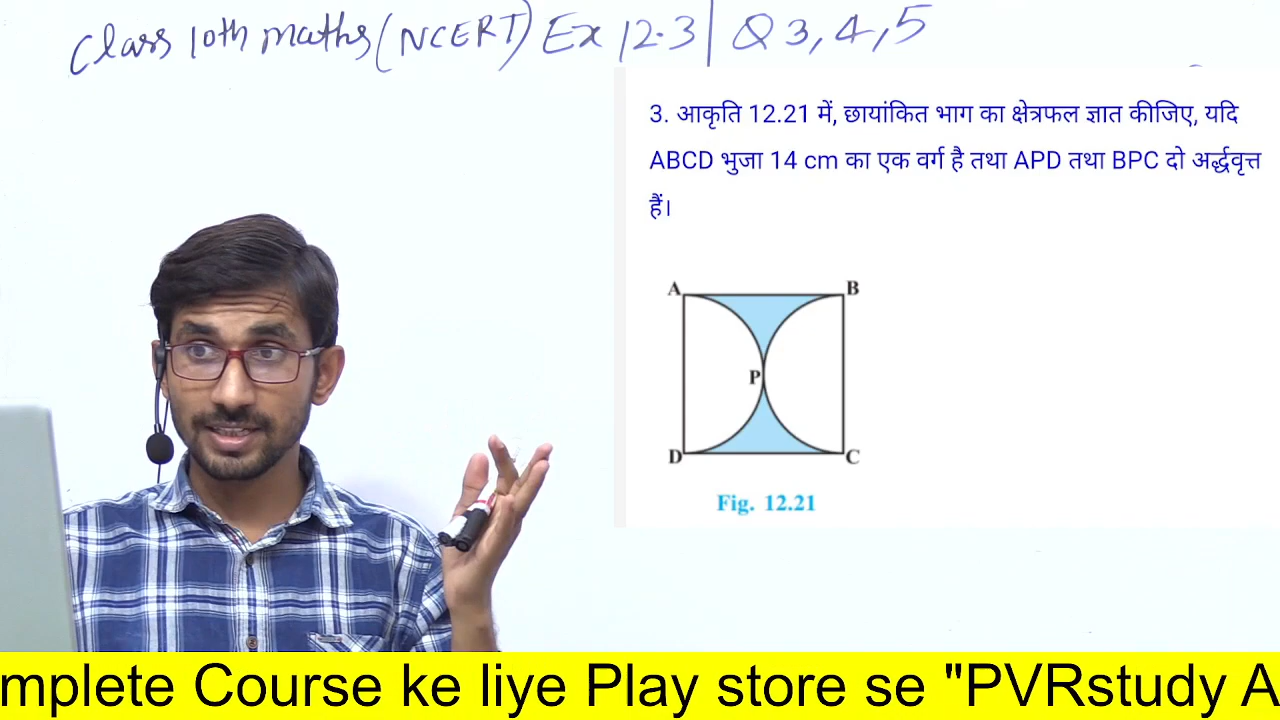 Class 10th maths (NCERT) Ex 12.3 | Q 3, 4, 5
3. आकृति 12.21 में, छायांकित भाग का क्षेत्रफल ज्ञात कीजिए, यदि
ABCD भुजा 14 cm का एक वर्ग है तथा APD तथा BPC दो अर्द्धवृत्त
हैं।
A B
P
D C
Fig. 12.21
mplete Course ke liye Play store se "PVRstudy A